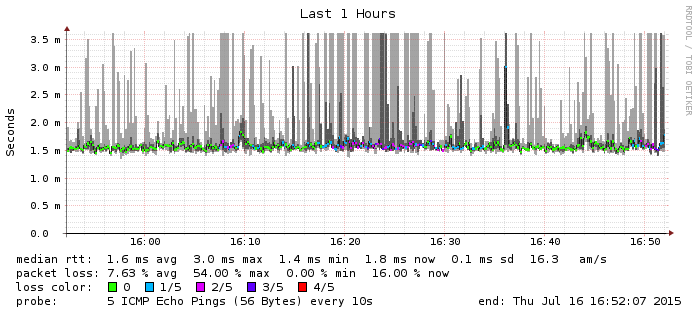 Last 1 Hours
RRDTOOL / TOBI OETIKER
Seconds
3.5 m
3.0 m
2.5 m
2.0 m
1.5 m
1.0 m
0.5 m
0.0
16:00 16:10 16:20 16:30 16:40 16:50
median rtt: 1.6 ms avg 3.0 ms max 1.4 ms min 1.8 ms now 0.1 ms sd 16.3 am/s
packet loss: 7.63 % avg 54.00 % max 0.00 % min 16.00 % now
loss color: 0 1/5 2/5 3/5 4/5
probe: 5 ICMP Echo Pings (56 Bytes) every 10s end: Thu Jul 16 16:52:07 2015